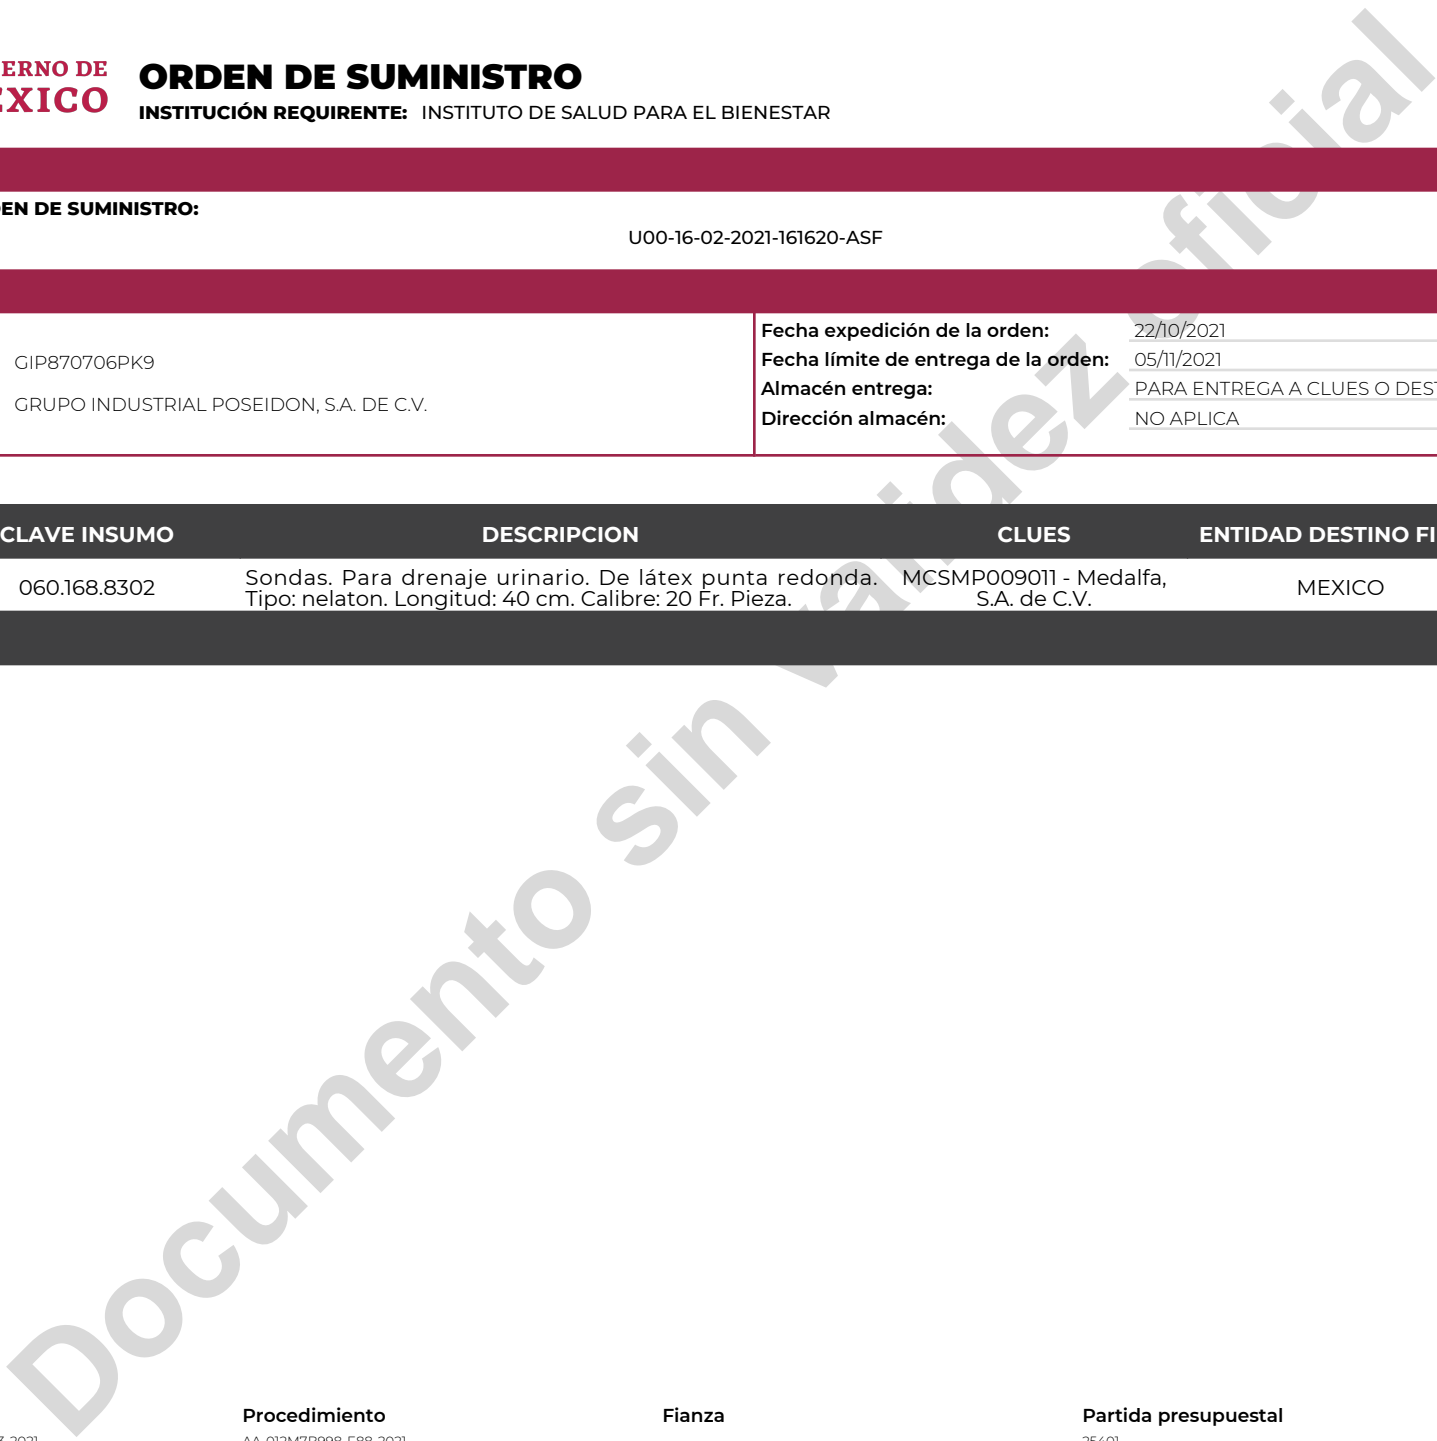 ERNO DE
EXICO
ORDEN DE SUMINISTRO
INSTITUCIÓN REQUIRENTE: INSTITUTO DE SALUD PARA EL BIENESTAR
EN DE SUMINISTRO:
U00-16-02-2021-161620-ASF
GIP870706PK9
GRUPO INDUSTRIAL POSEIDON, S.A. DE C.V.
Fecha expedición de la orden: 22/10/2021
Fecha límite de entrega de la orden: 05/11/2021
Almacén entrega: PARA ENTREGA A CLUES O DEST
Dirección almacén: NO APLICA
CLAVE INSUMO DESCRIPCION CLUES ENTIDAD DESTINO FI
060.168.8302 Sondas. Para drenaje urinario. De látex punta redonda. Tipo: nelaton. Longitud: 40 cm. Calibre: 20 Fr. Pieza. MCSMP009011 - Medalfa, S.A. de C.V. MEXICO
Documento sin validez oficial
Procedimiento Fianza Partida presupuestal